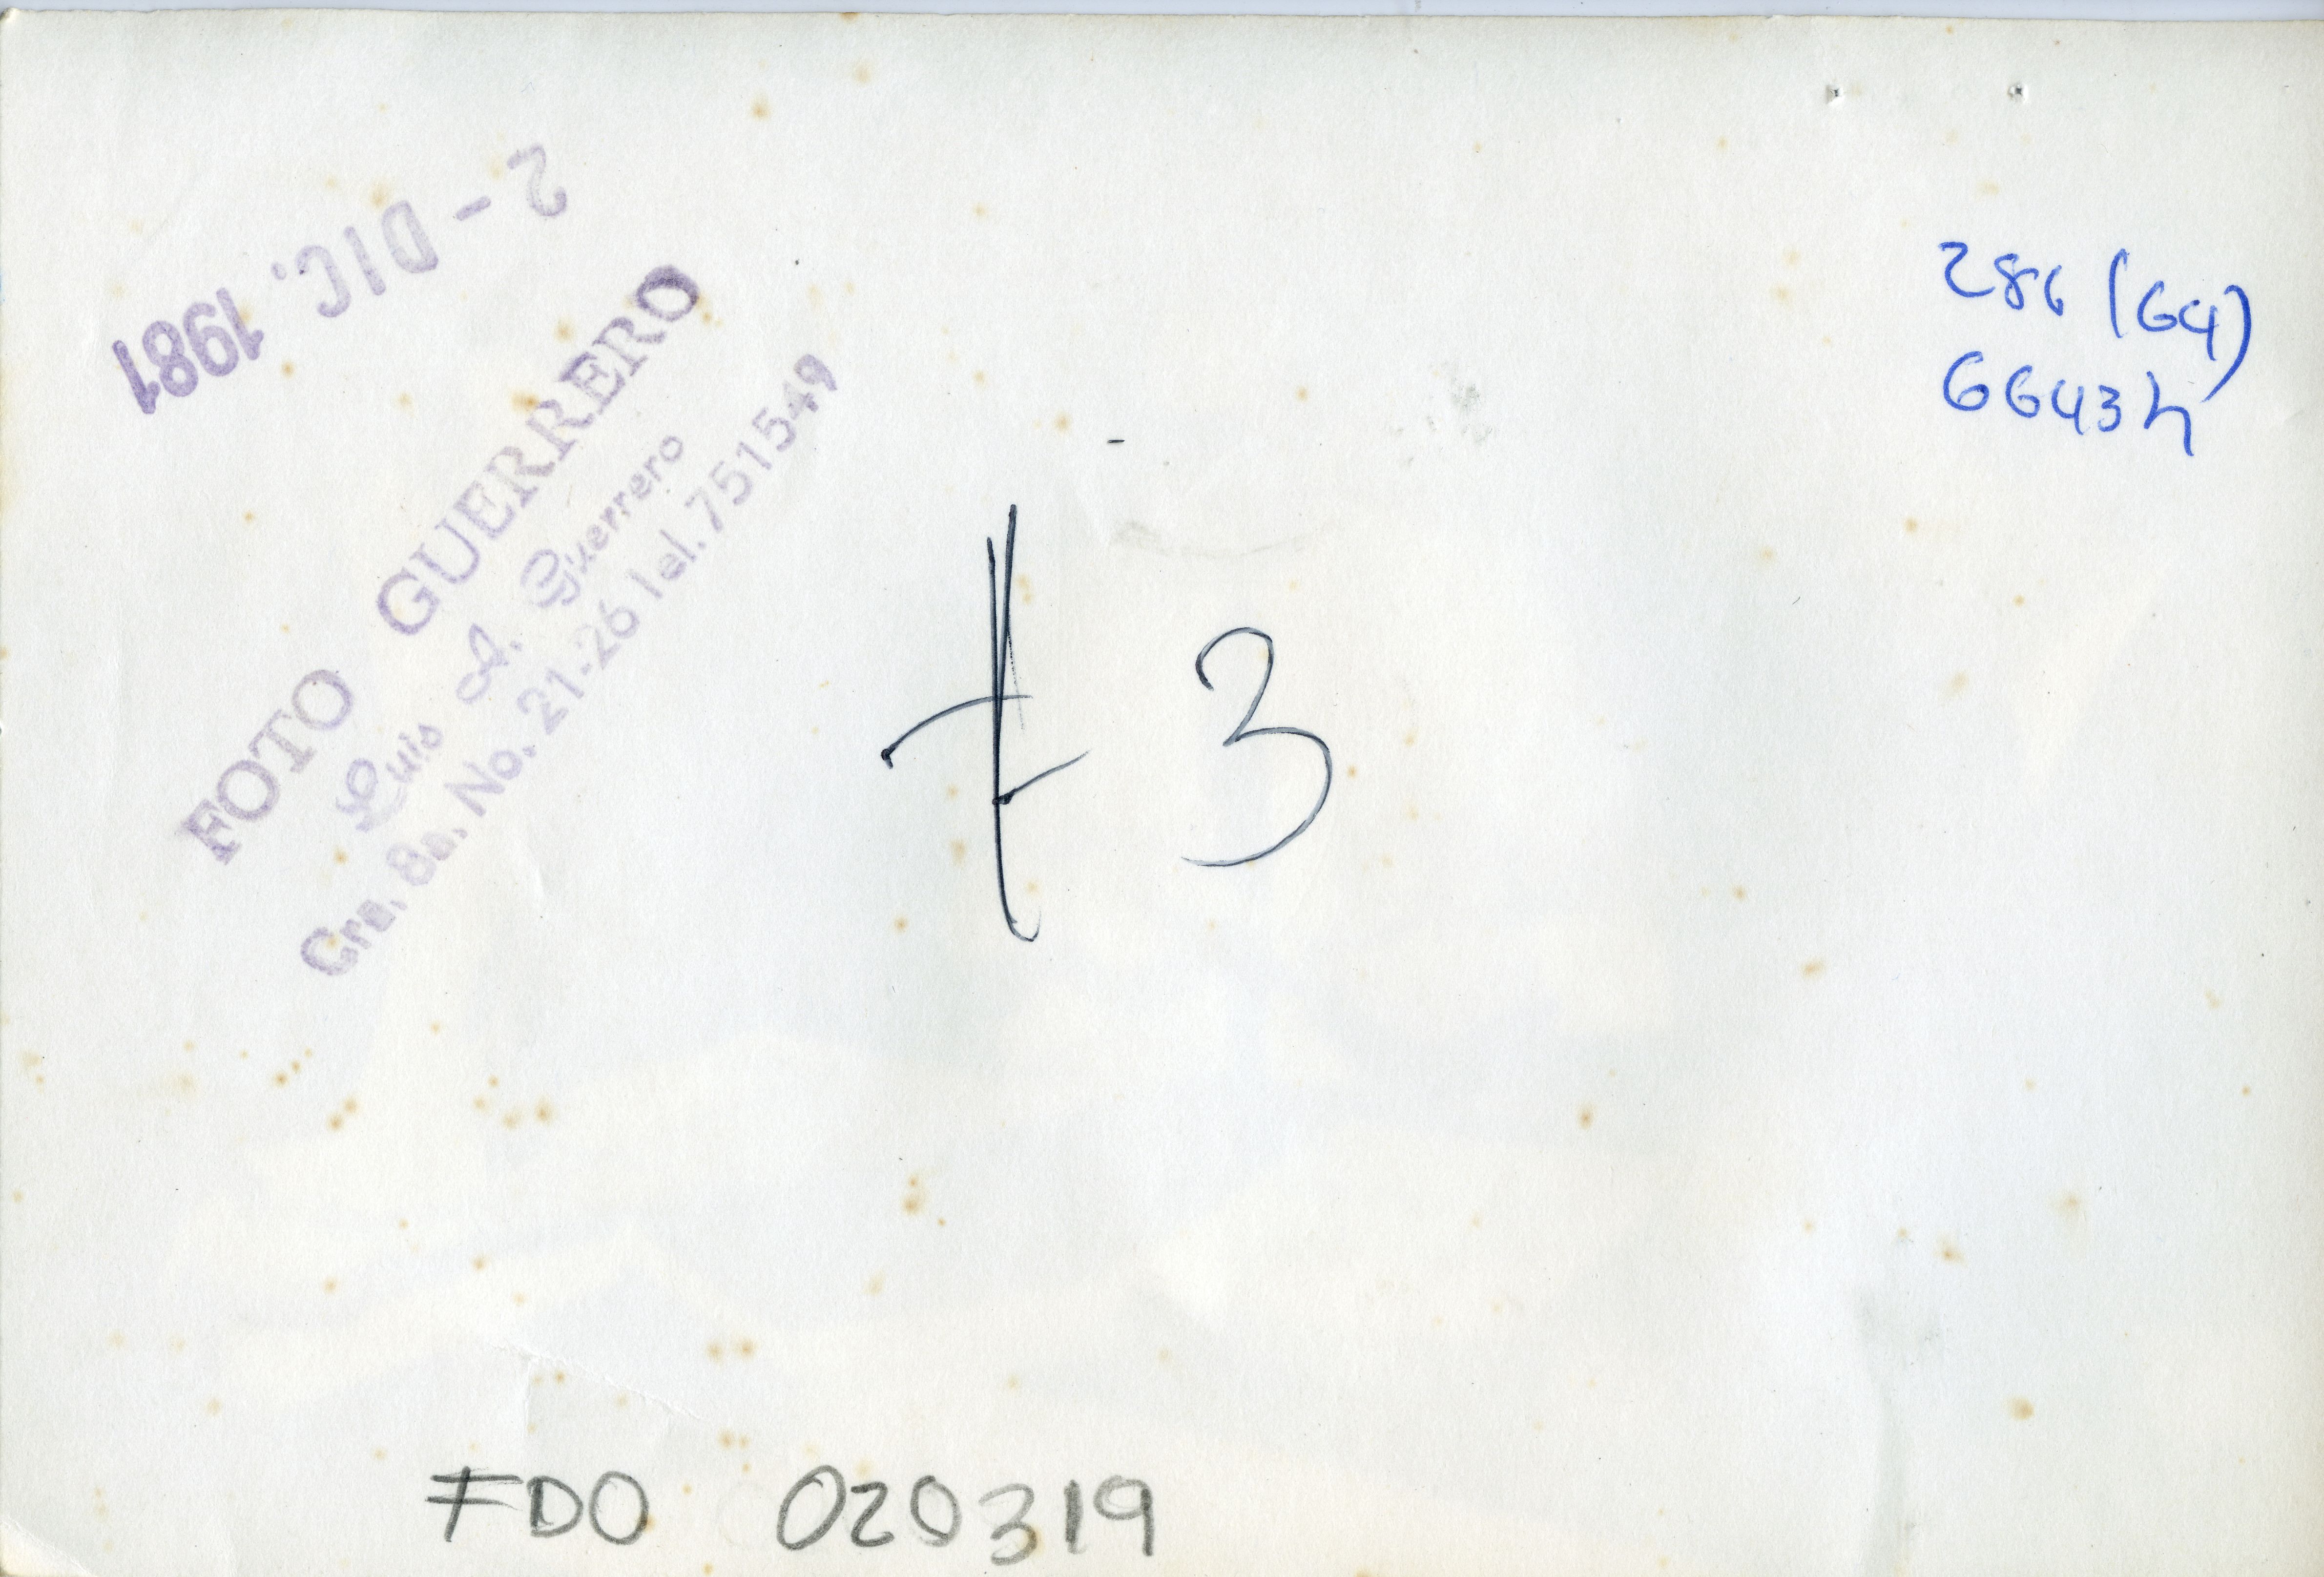 2 - DIC. 1981
FOTO GUERRERO
Luis A. Guerrero
Cra. 8a. No. 21-26 Tel. 751549
286 (G4)
6643h
t 3
FDO 020319